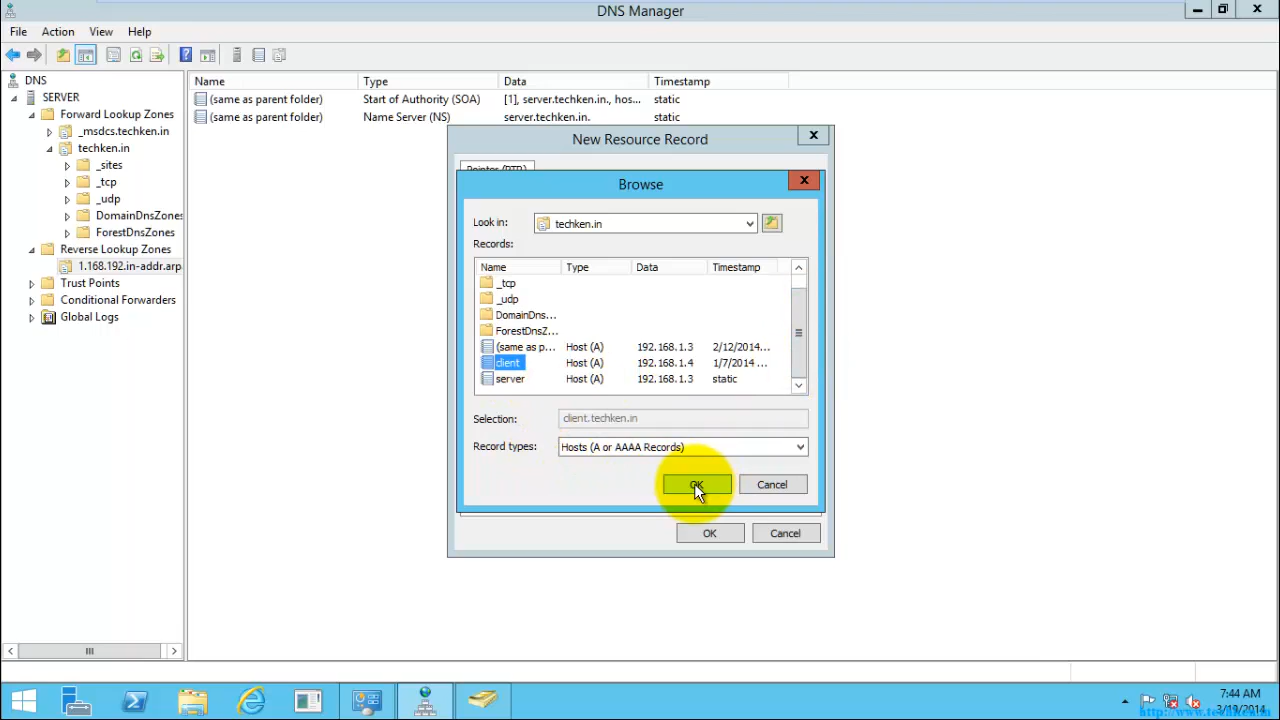 DNS Manager
File Action View Help
DNS
SERVER
Forward Lookup Zones
_msdcs.techken.in
techken.in
_sites
_tcp
_udp
DomainDnsZones
ForestDnsZones
Reverse Lookup Zones
1.168.192.in-addr.arp
Trust Points
Conditional Forwarders
Global Logs
Name Type Data Timestamp
(same as parent folder) Start of Authority (SOA) [1], server.techken.in., hos... static
(same as parent folder) Name Server (NS) server.techken.in. static
New Resource Record
Pointer (PTR)
Browse
Look in: techken.in
Records:
Name Type Data Timestamp
_tcp
_udp
DomainDns...
ForestDnsZ...
(same as p... Host (A) 192.168.1.3 2/12/2014...
client Host (A) 192.168.1.4 1/7/2014 ...
server Host (A) 192.168.1.3 static
Selection: client.techken.in
Record types: Hosts (A or AAAA Records)
OK Cancel
OK Cancel
7:44 AM
3/19/2014
http://www.techken.in